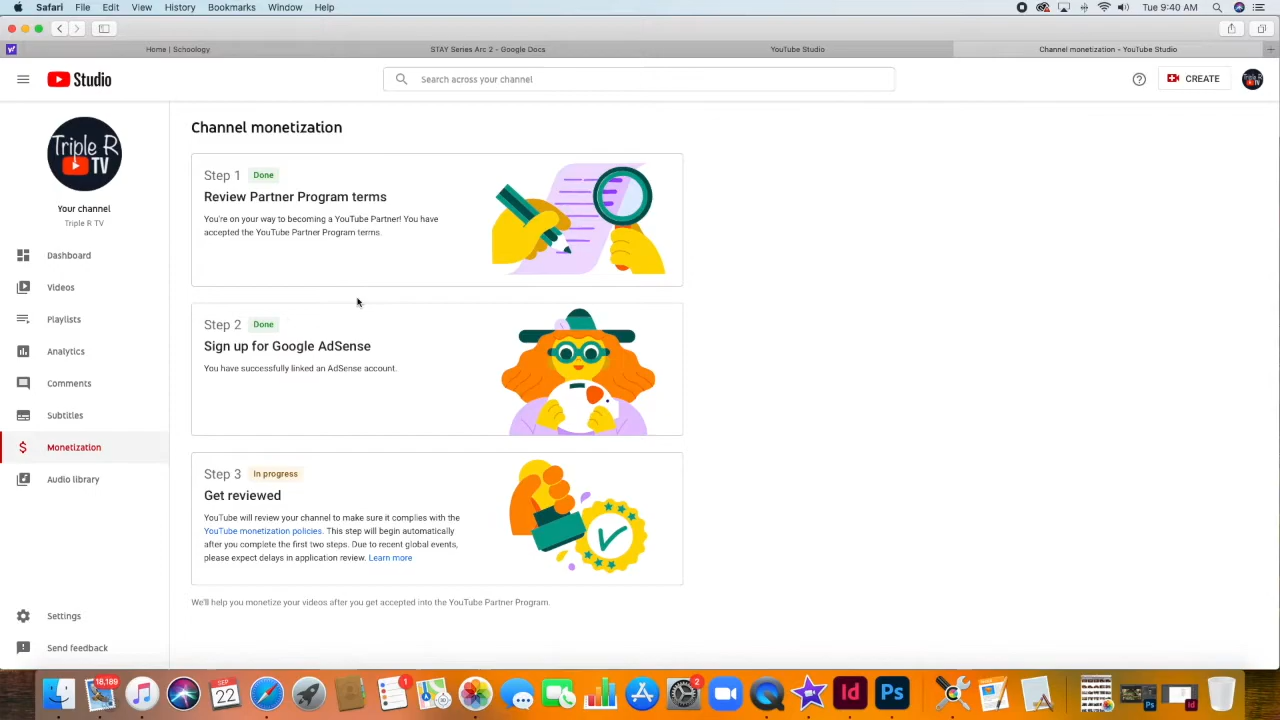 Safari File Edit View History Bookmarks Window Help Tue 9:40 AM
Home | Schoology STAY Series Arc 2 - Google Docs YouTube Studio Channel monetization - YouTube Studio
Studio Search across your channel CREATE
Triple R
TV
Your channel
Triple R TV
Dashboard
Videos
Playlists
Analytics
Comments
Subtitles
Monetization
Audio library
Settings
Send feedback
Channel monetization
Step 1 Done
Review Partner Program terms
You're on your way to becoming a YouTube Partner! You have
accepted the YouTube Partner Program terms.
Step 2 Done
Sign up for Google AdSense
You have successfully linked an AdSense account.
Step 3 In progress
Get reviewed
YouTube will review your channel to make sure it complies with the
YouTube monetization policies. This step will begin automatically
after you complete the first two steps. Due to recent global events,
please expect delays in application review. Learn more
We'll help you monetize your videos after you get accepted into the YouTube Partner Program.
18,189 SEP 22 1 2 Id Ps